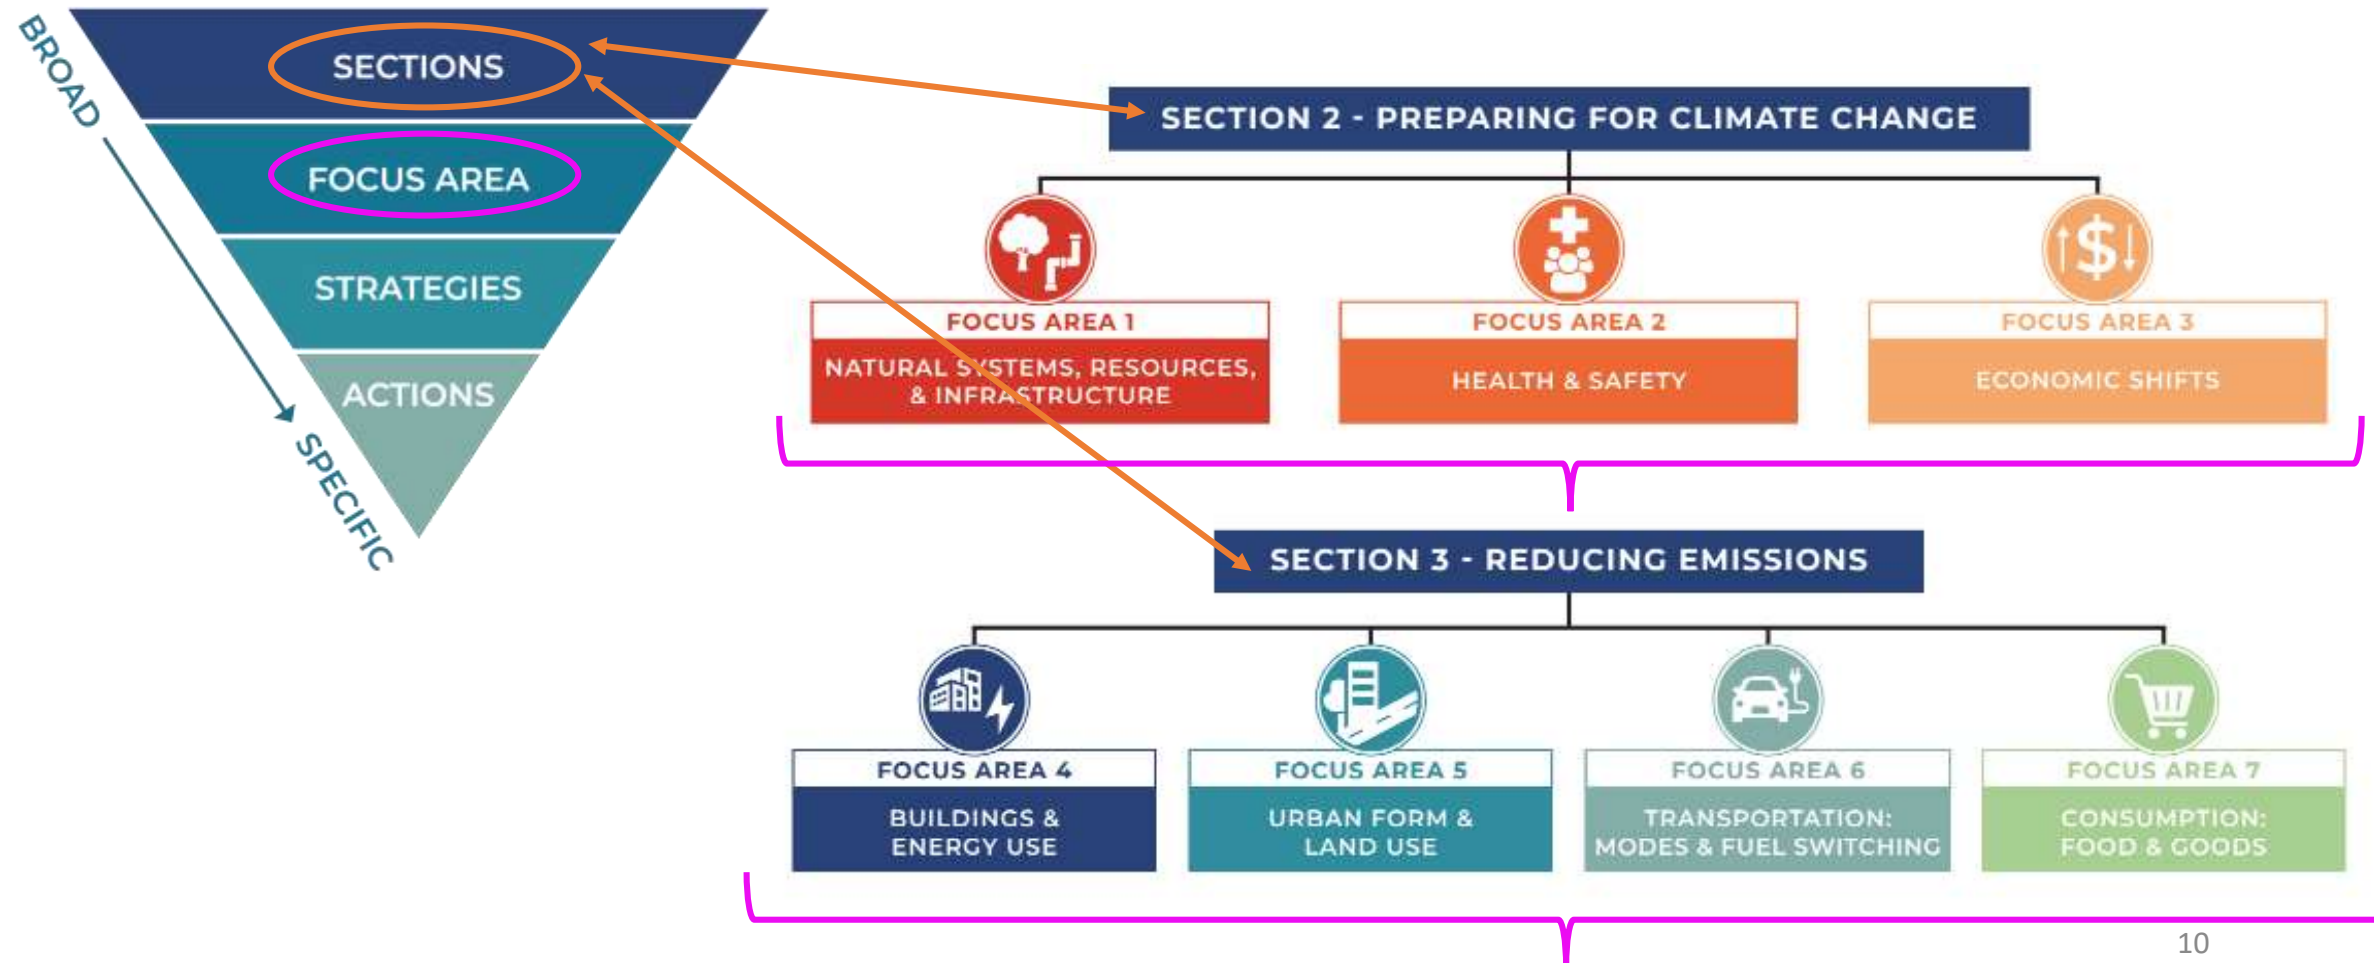 BROAD
SPECIFIC
SECTIONS
FOCUS AREA
STRATEGIES
ACTIONS
SECTION 2 - PREPARING FOR CLIMATE CHANGE
FOCUS AREA 1
NATURAL SYSTEMS, RESOURCES,
& INFRASTRUCTURE
FOCUS AREA 2
HEALTH & SAFETY
FOCUS AREA 3
ECONOMIC SHIFTS
SECTION 3 - REDUCING EMISSIONS
FOCUS AREA 4
BUILDINGS &
ENERGY USE
FOCUS AREA 5
URBAN FORM &
LAND USE
FOCUS AREA 6
TRANSPORTATION:
MODES & FUEL SWITCHING
FOCUS AREA 7
CONSUMPTION:
FOOD & GOODS
10